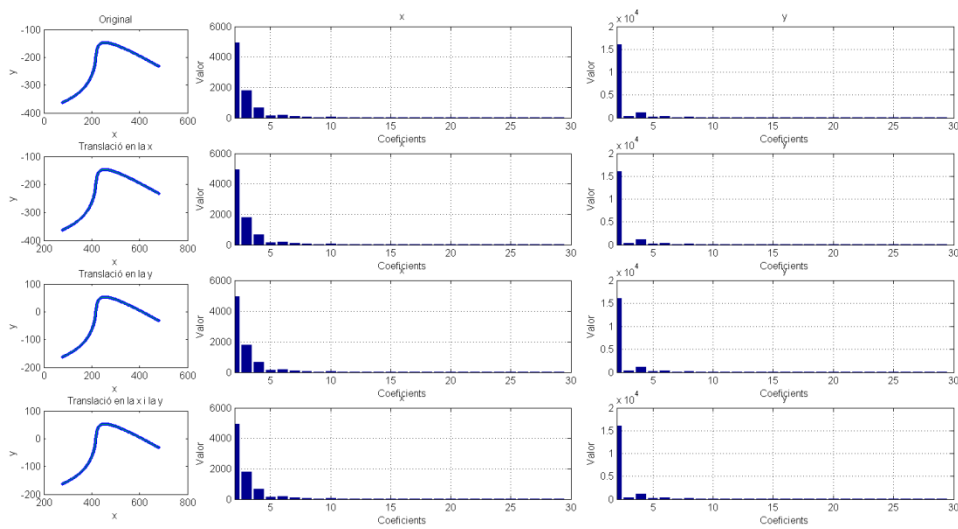 Original
x
y
x 10^4
-100
-200
-300
-400
y
0 200 400 600
x
6000
4000
2000
0
Valor
5 10 15 20 25 30
Coeficients
2
1.5
1
0.5
0
Valor
5 10 15 20 25 30
Coeficients
Translació en la x
x
y
x 10^4
-100
-200
-300
-400
y
200 400 600 800
x
6000
4000
2000
0
Valor
5 10 15 20 25 30
Coeficients
2
1.5
1
0.5
0
Valor
5 10 15 20 25 30
Coeficients
Translació en la y
x
y
x 10^4
100
0
-100
-200
y
0 200 400 600
x
6000
4000
2000
0
Valor
5 10 15 20 25 30
Coeficients
2
1.5
1
0.5
0
Valor
5 10 15 20 25 30
Coeficients
Translació en la x i la y
x
y
x 10^4
100
0
-100
-200
y
200 400 600 800
x
6000
4000
2000
0
Valor
5 10 15 20 25 30
Coeficients
2
1.5
1
0.5
0
Valor
5 10 15 20 25 30
Coeficients